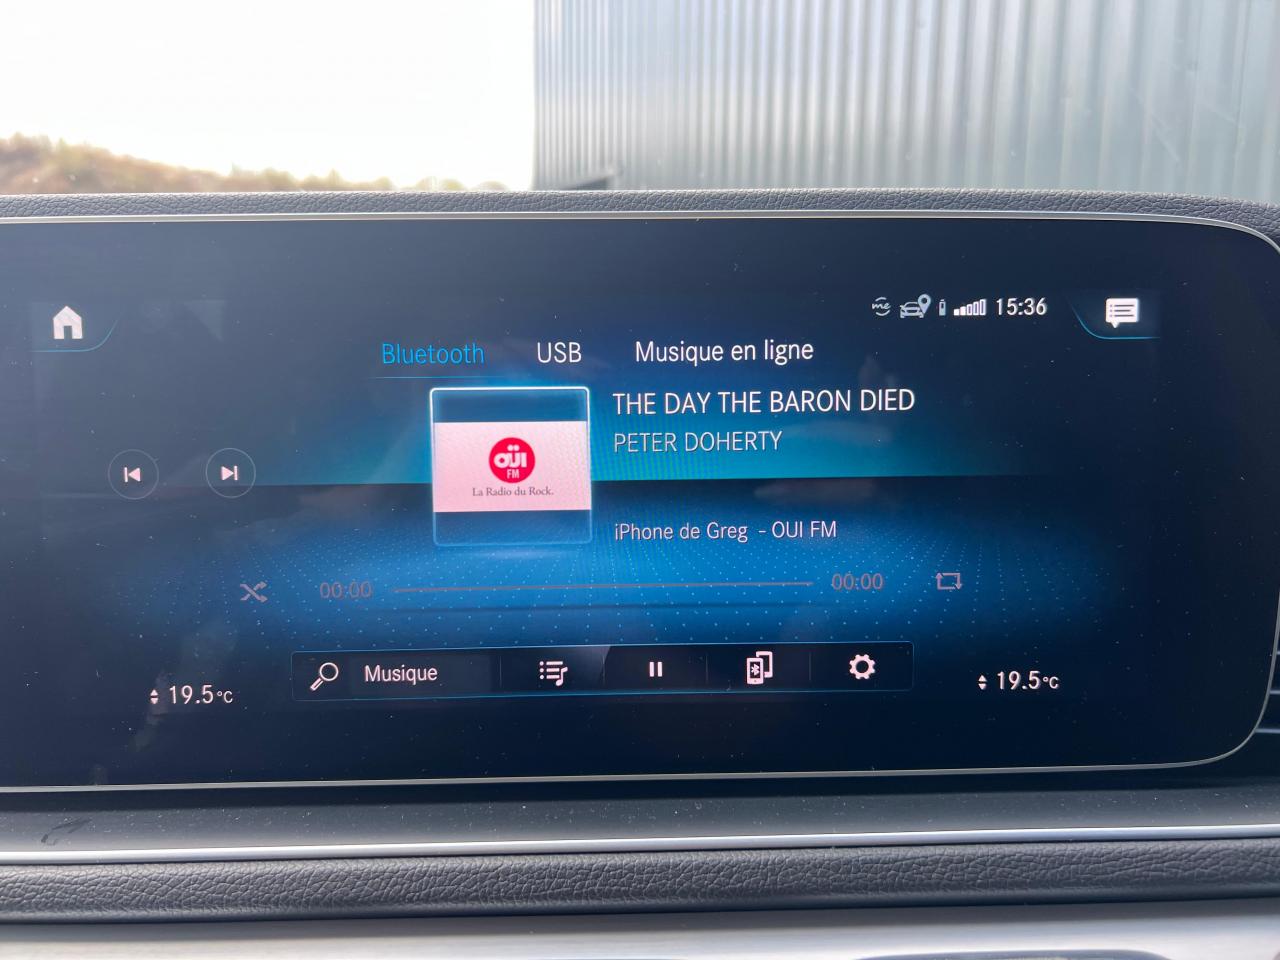 me 15:36
Bluetooth USB Musique en ligne
THE DAY THE BARON DIED
PETER DOHERTY
OÜI
FM
La Radio du Rock.
iPhone de Greg - OUI FM
00:00 00:00
Musique
19.5°C 19.5°C